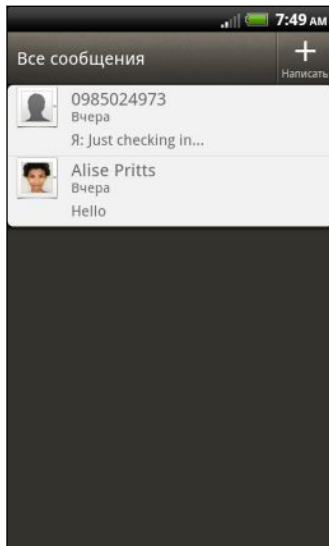 7:49 AM
Все сообщения
Написать
0985024973
Вчера
Я: Just checking in...
Alise Pritts
Вчера
Hello